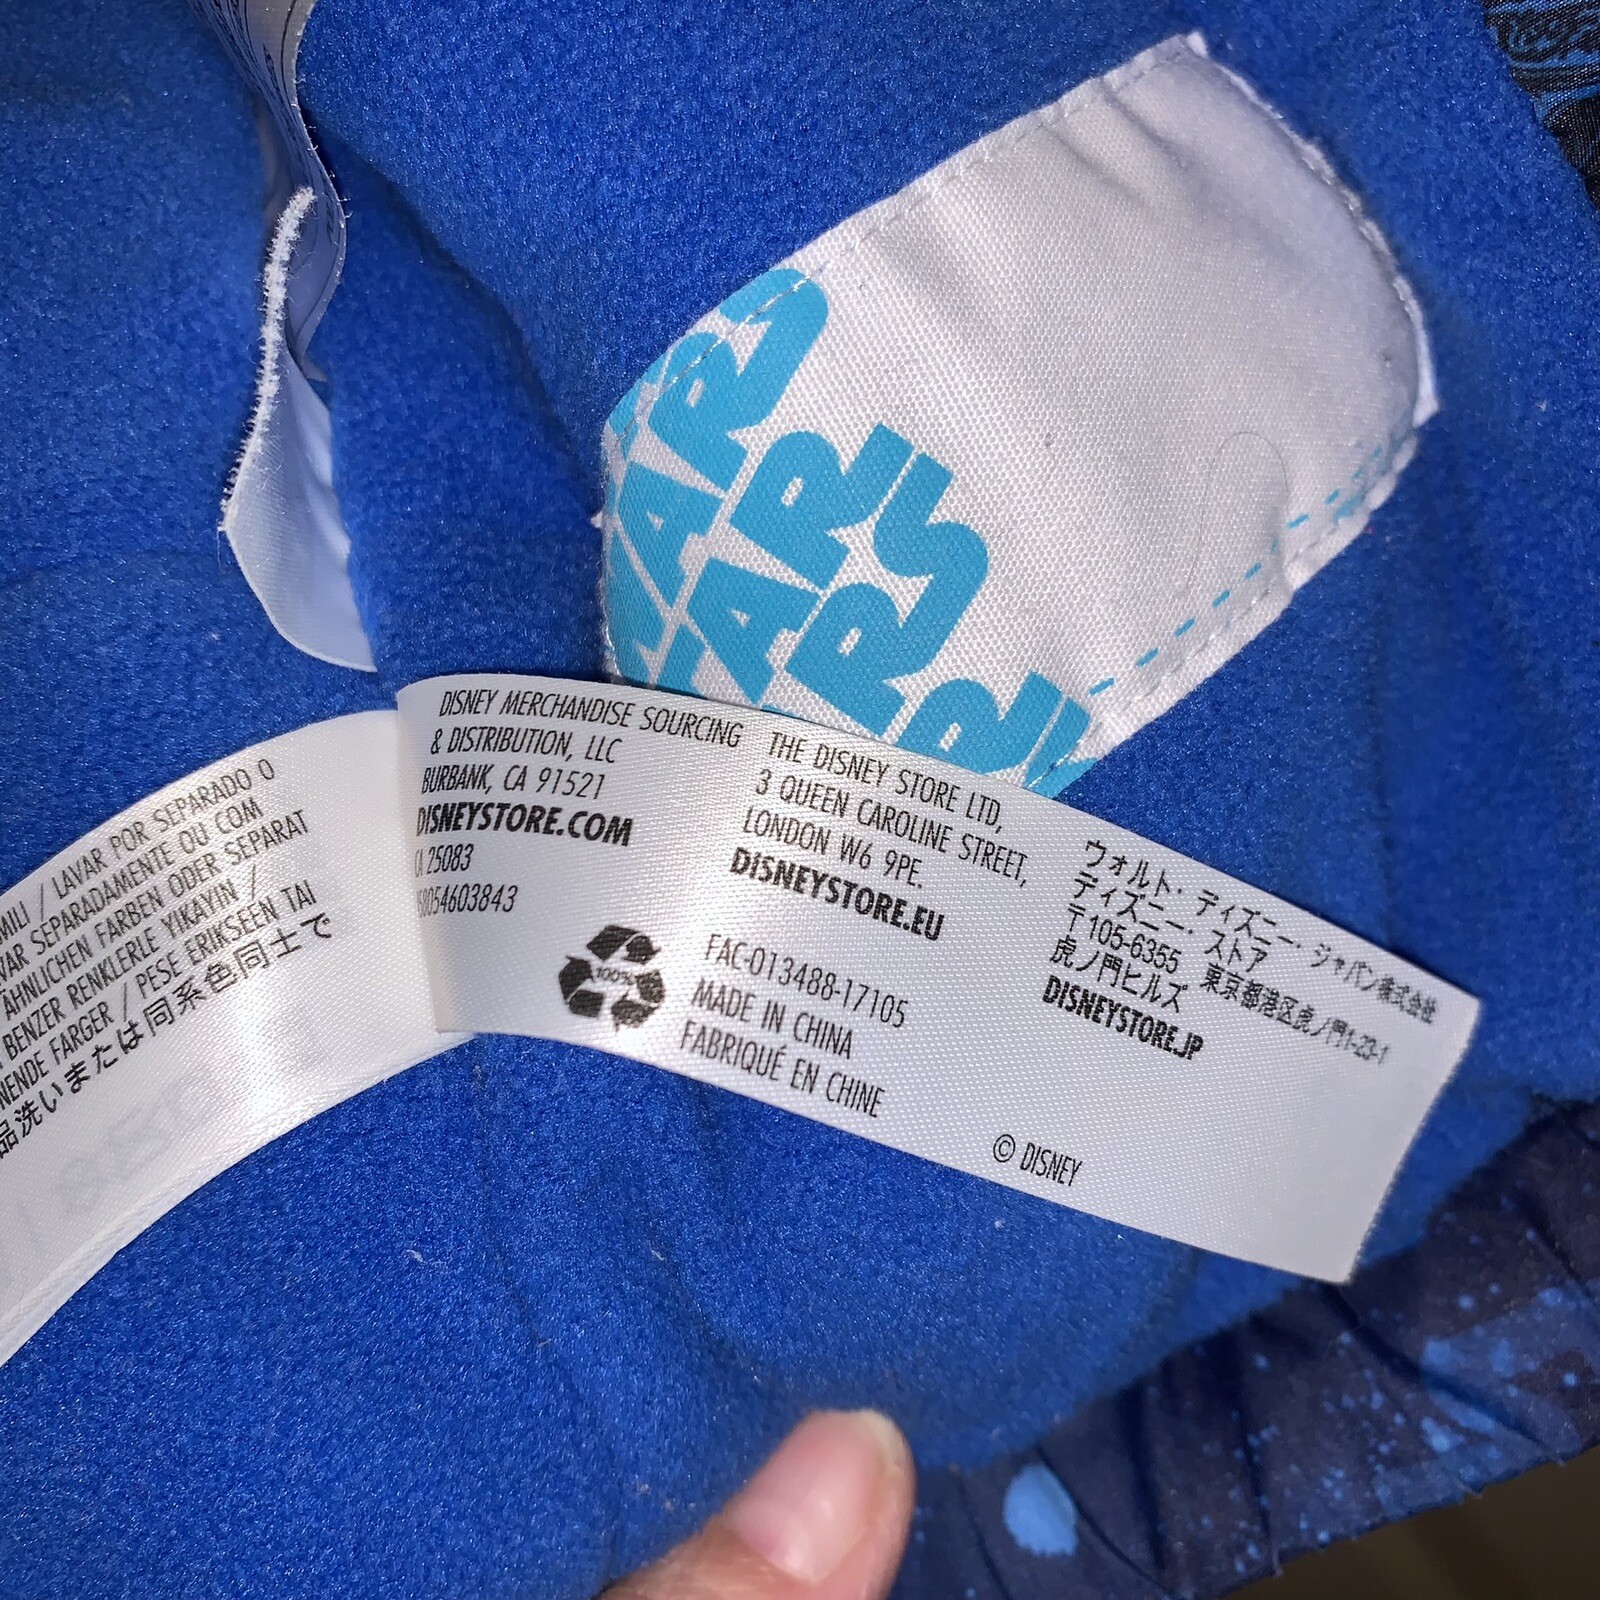 STARS
STAR
ARS
DISNEY MERCHANDISE SOURCING
& DISTRIBUTION, LLC
BURBANK, CA 91521
DISNEYSTORE.COM
CA 25083
58054603843
100%
THE DISNEY STORE LTD,
3 QUEEN CAROLINE STREET,
LONDON W6 9PE.
DISNEYSTORE.EU
FAC-013488-17105
MADE IN CHINA
FABRIQUÉ EN CHINE
ウォルト・ディズニー・ジャパン株式会社
ディズニー・ストア
〒105-6355 東京都港区虎ノ門1-23-1
虎ノ門ヒルズ
DISNEYSTORE.JP
© DISNEY
/ LAVAR POR SEPARADO O
SEPARADAMENTE OU COM
ÄHNLICHEN FARBEN ODER SEPARAT
BENZER RENKLERLE YIKAYIN /
FARGER / PESE ERIKSEEN TAI
品洗いまたは同系色同士で